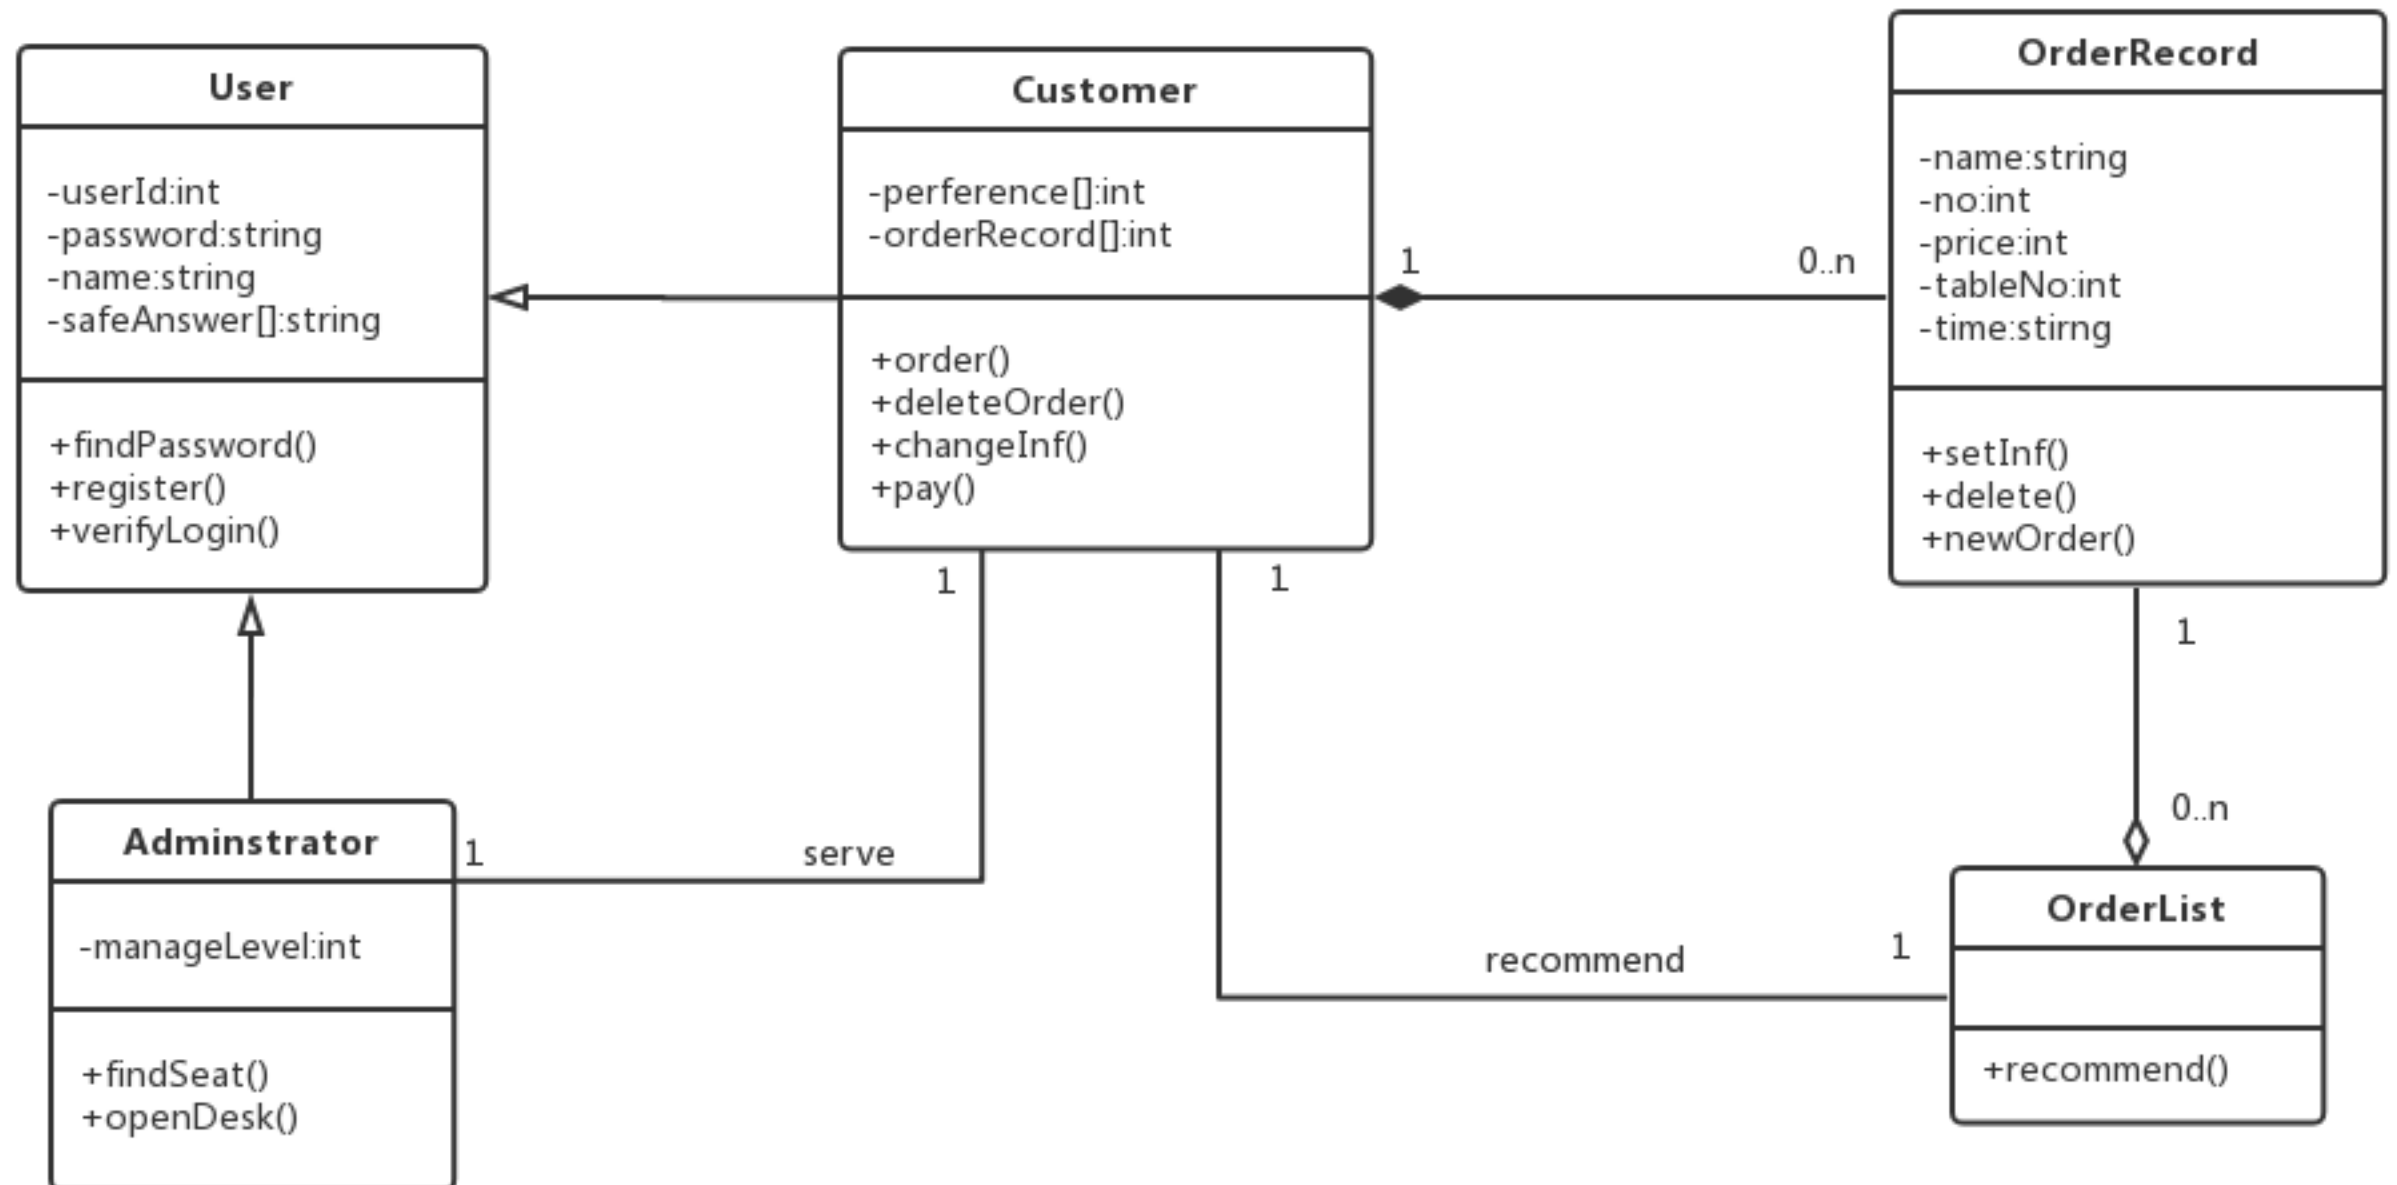 User
-userId:int
-password:string
-name:string
-safeAnswer[]:string
+findPassword()
+register()
+verifyLogin()
Customer
-perference[]:int
-orderRecord[]:int
+order()
+deleteOrder()
+changeInf()
+pay()
1
0..n
OrderRecord
-name:string
-no:int
-price:int
-tableNo:int
-time:stirng
+setInf()
+delete()
+newOrder()
1
1
1
0..n
Adminstrator
-manageLevel:int
+findSeat()
+openDesk()
1
serve
recommend
1
OrderList
+recommend()